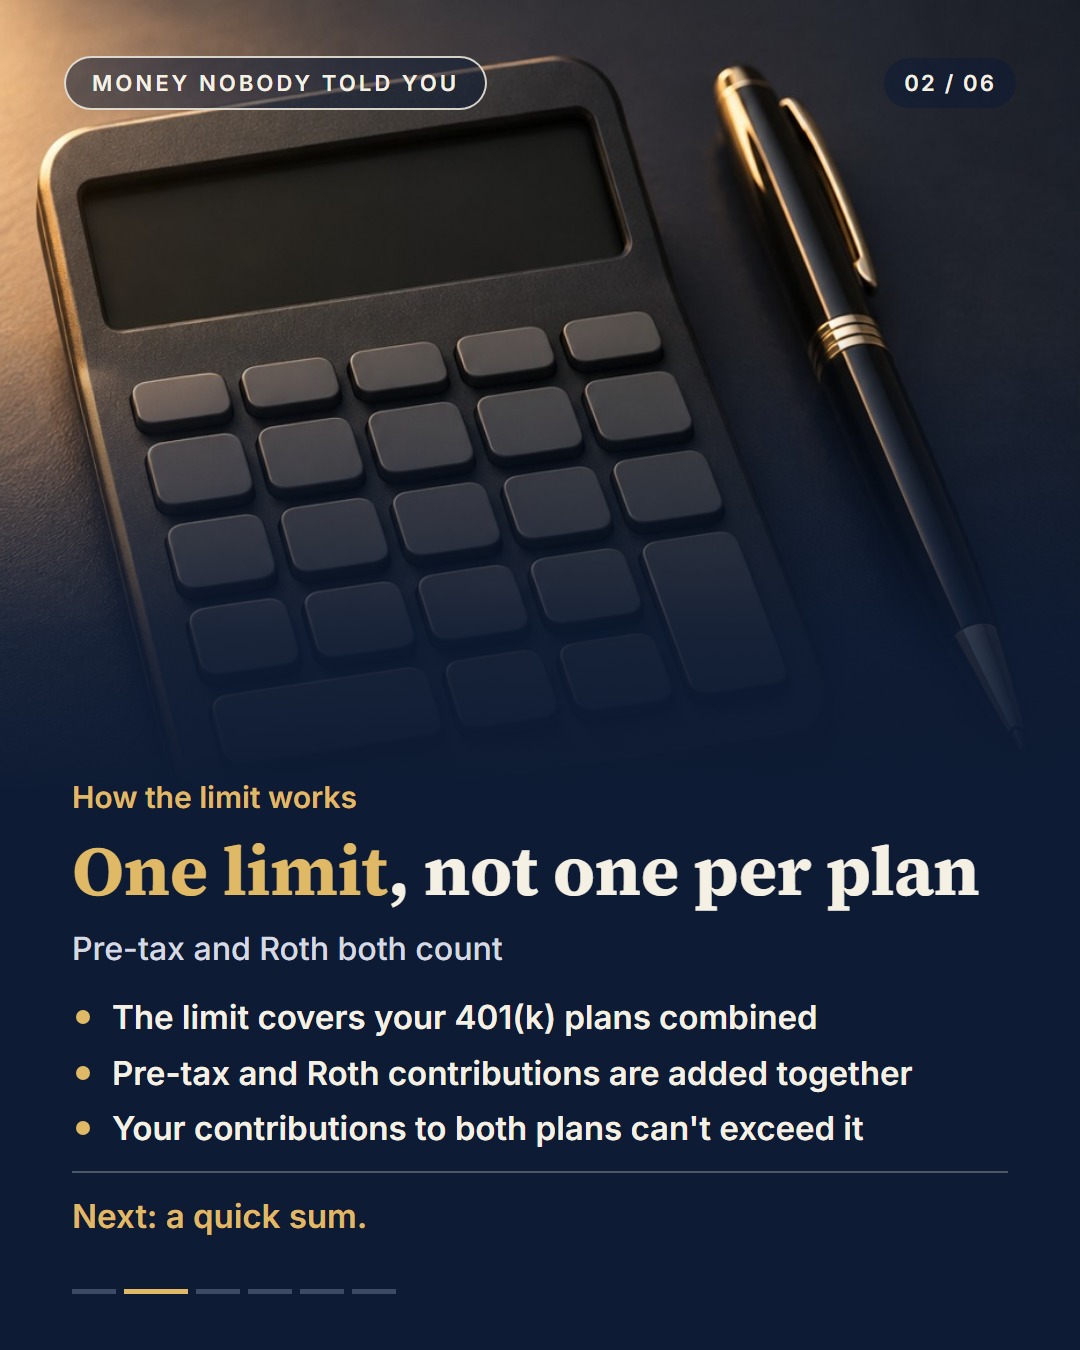 MONEY NOBODY TOLD YOU
02 / 06
How the limit works
One limit, not one per plan
Pre-tax and Roth both count
The limit covers your 401(k) plans combined
Pre-tax and Roth contributions are added together
Your contributions to both plans can't exceed it
Next: a quick sum.